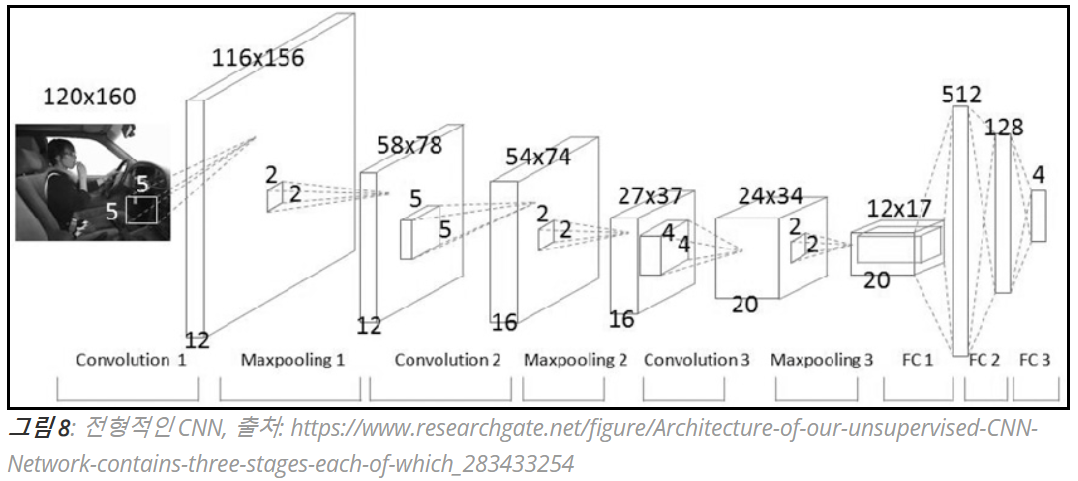 116x156
120x160
512
58x78
54x74
128
5
5
2
2
5
5
2
2
27x37
4
4
24x34
2
2
12x17
4
12
12
16
16
20
20
Convolution 1
Maxpooling 1
Convolution 2
Maxpooling 2
Convolution 3
Maxpooling 3
FC 1
FC 2
FC 3
그림 8: 전형적인 CNN, 출처: https://www.researchgate.net/figure/Architecture-of-our-unsupervised-CNN-
Network-contains-three-stages-each-of-which_283433254